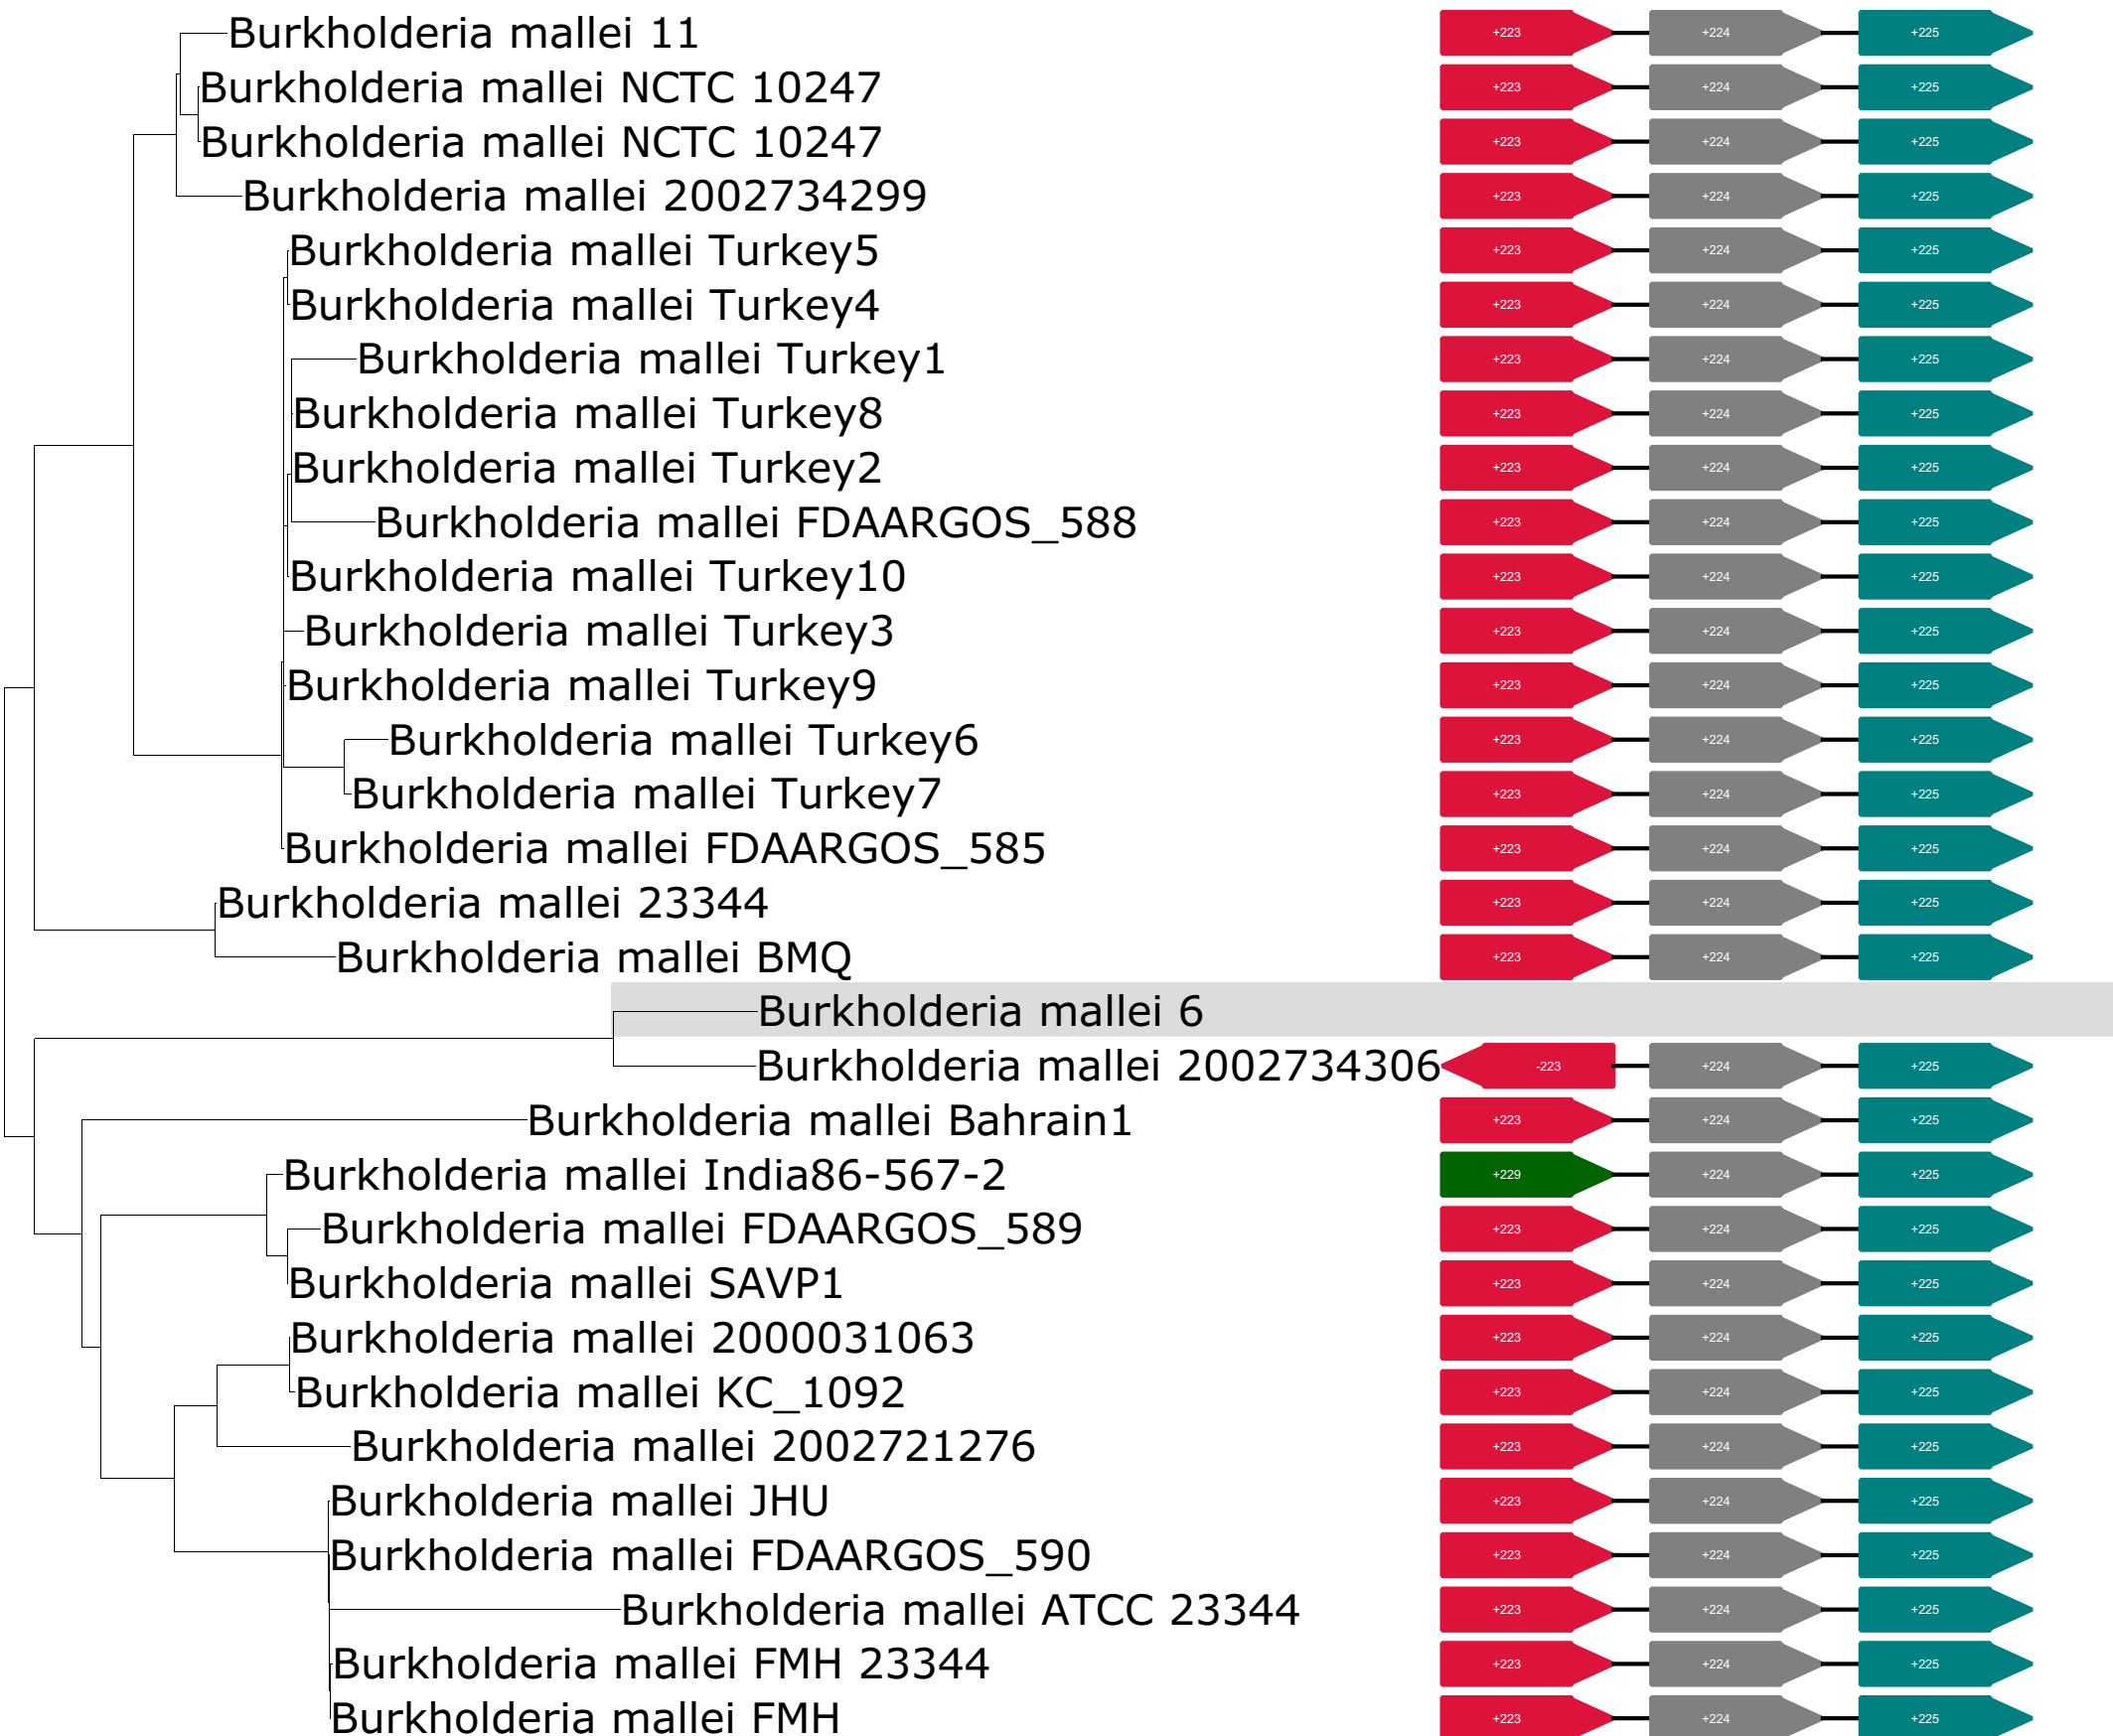 Burkholderia mallei 11 +223 +224 +225
Burkholderia mallei NCTC 10247 +223 +224 +225
Burkholderia mallei NCTC 10247 +223 +224 +225
Burkholderia mallei 2002734299 +223 +224 +225
Burkholderia mallei Turkey5 +223 +224 +225
Burkholderia mallei Turkey4 +223 +224 +225
Burkholderia mallei Turkey1 +223 +224 +225
Burkholderia mallei Turkey8 +223 +224 +225
Burkholderia mallei Turkey2 +223 +224 +225
Burkholderia mallei FDAARGOS_588 +223 +224 +225
Burkholderia mallei Turkey10 +223 +224 +225
Burkholderia mallei Turkey3 +223 +224 +225
Burkholderia mallei Turkey9 +223 +224 +225
Burkholderia mallei Turkey6 +223 +224 +225
Burkholderia mallei Turkey7 +223 +224 +225
Burkholderia mallei FDAARGOS_585 +223 +224 +225
Burkholderia mallei 23344 +223 +224 +225
Burkholderia mallei BMQ +223 +224 +225
Burkholderia mallei 6
Burkholderia mallei 2002734306 -223 +224 +225
Burkholderia mallei Bahrain1 +223 +224 +225
Burkholderia mallei India86-567-2 +229 +224 +225
Burkholderia mallei FDAARGOS_589 +223 +224 +225
Burkholderia mallei SAVP1 +223 +224 +225
Burkholderia mallei 2000031063 +223 +224 +225
Burkholderia mallei KC_1092 +223 +224 +225
Burkholderia mallei 2002721276 +223 +224 +225
Burkholderia mallei JHU +223 +224 +225
Burkholderia mallei FDAARGOS_590 +223 +224 +225
Burkholderia mallei ATCC 23344 +223 +224 +225
Burkholderia mallei FMH 23344 +223 +224 +225
Burkholderia mallei FMH +223 +224 +225